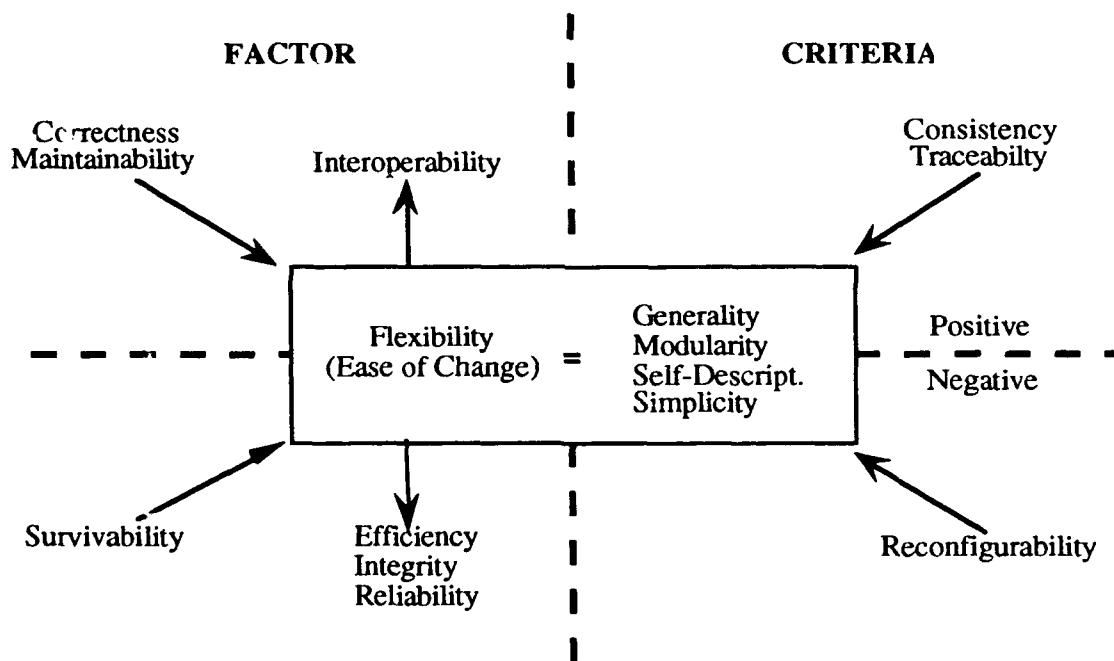 FACTOR
CRITERIA
Correctness
Maintainability
Interoperability
Consistency
Traceabilty
Flexibility
(Ease of Change)
=
Generality
Modularity
Self-Descript.
Simplicity
Positive
Negative
Survivability
Efficiency
Integrity
Reliability
Reconfigurability